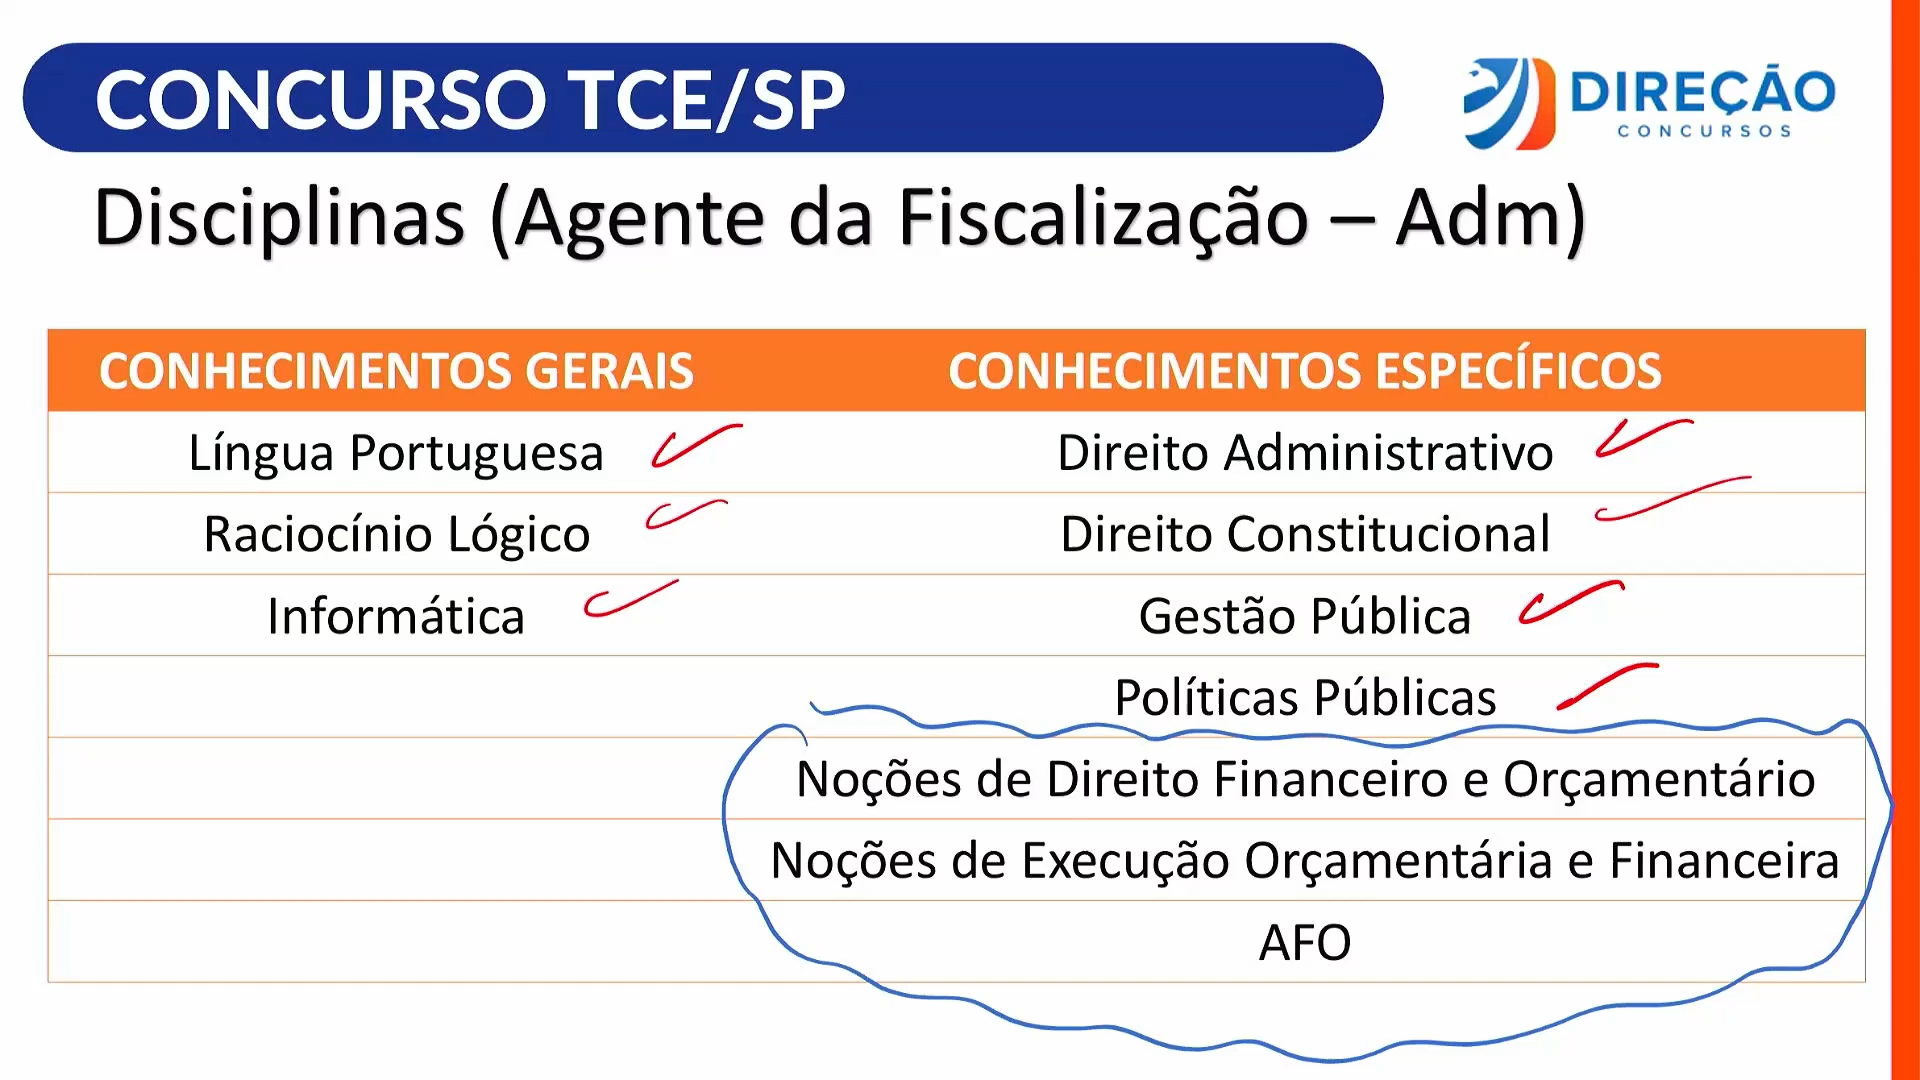 CONCURSO TCE/SP
DIREÇÃO
CONCURSOS
Disciplinas (Agente da Fiscalização – Adm)
CONHECIMENTOS GERAIS CONHECIMENTOS ESPECÍFICOS
Língua Portuguesa Direito Administrativo
Raciocínio Lógico Direito Constitucional
Informática Gestão Pública
Políticas Públicas
Noções de Direito Financeiro e Orçamentário
Noções de Execução Orçamentária e Financeira
AFO